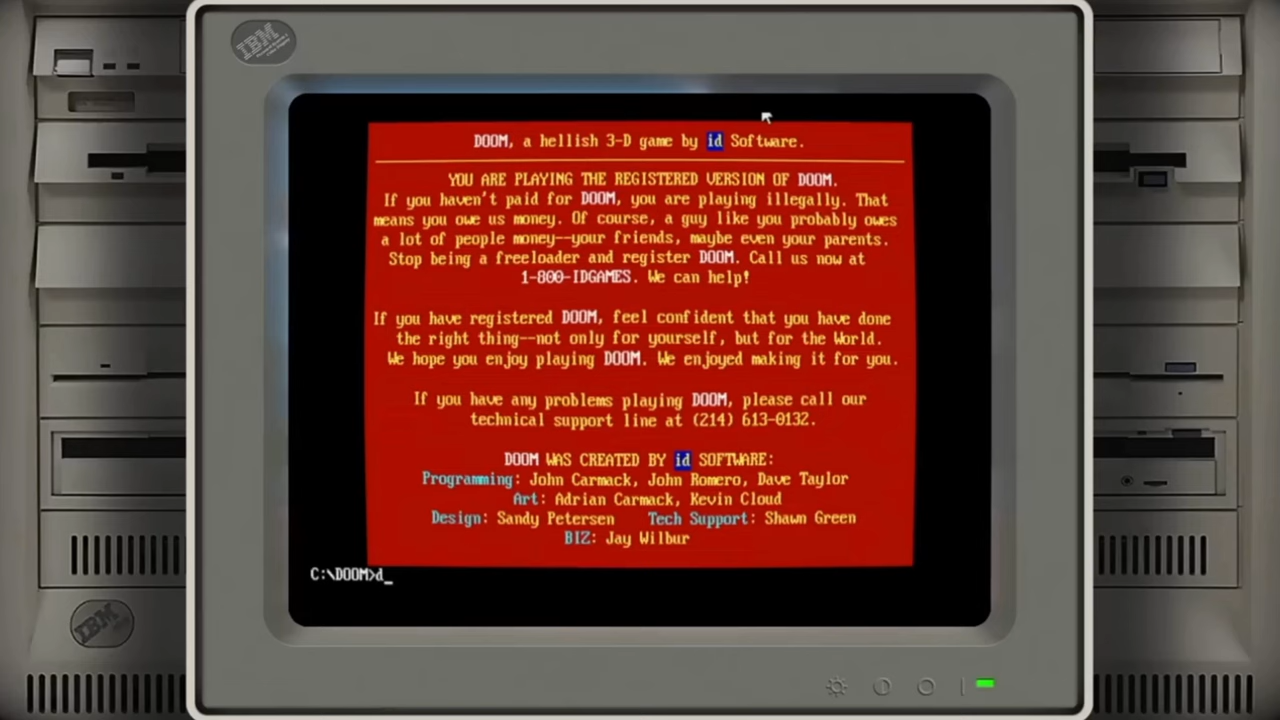 IBM
DOOM, a hellish 3-D game by id Software.
YOU ARE PLAYING THE REGISTERED VERSION OF DOOM.
If you haven't paid for DOOM, you are playing illegally. That
means you owe us money. Of course, a guy like you probably owes
a lot of people money--your friends, maybe even your parents.
Stop being a freeloader and register DOOM. Call us now at
1-800-IDGAMES. We can help!
If you have registered DOOM, feel confident that you have done
the right thing--not only for yourself, but for the World.
We hope you enjoy playing DOOM. We enjoyed making it for you.
If you have any problems playing DOOM, please call our
technical support line at (214) 613-0132.
DOOM WAS CREATED BY id SOFTWARE:
Programming: John Carmack, John Romero, Dave Taylor
Art: Adrian Carmack, Kevin Cloud
Design: Sandy Petersen Tech Support: Shawn Green
BIZ: Jay Wilbur
C:\DOOM>d_
IBM